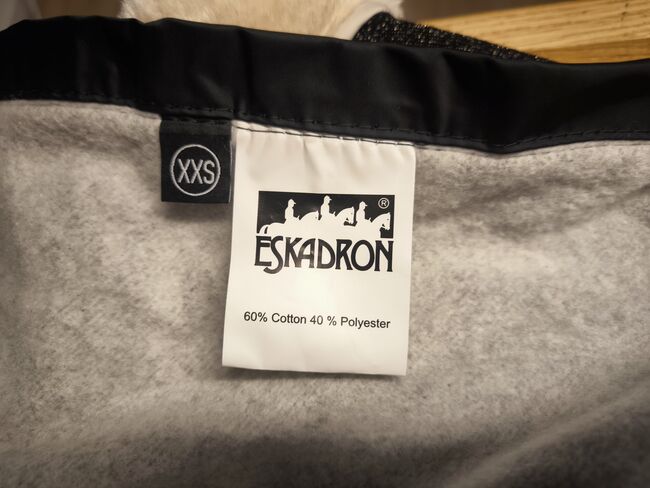 XXS
®
ESKADRON
60% Cotton 40 % Polyester